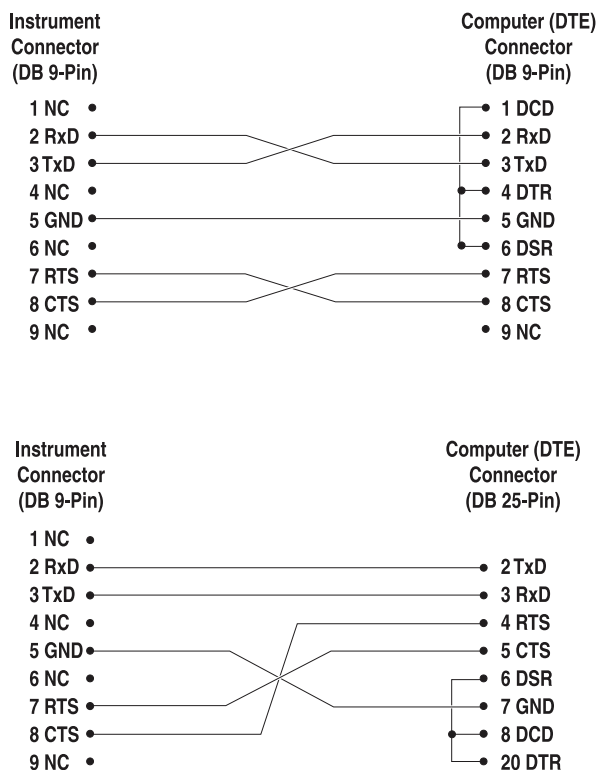 Instrument Computer (DTE)
Connector Connector
(DB 9-Pin) (DB 9-Pin)
1 NC 1 DCD
2 RxD 2 RxD
3 TxD 3 TxD
4 NC 4 DTR
5 GND 5 GND
6 NC 6 DSR
7 RTS 7 RTS
8 CTS 8 CTS
9 NC 9 NC
Instrument Computer (DTE)
Connector Connector
(DB 9-Pin) (DB 25-Pin)
1 NC
2 RxD 2 TxD
3 TxD 3 RxD
4 NC 4 RTS
5 GND 5 CTS
6 NC 6 DSR
7 RTS 7 GND
8 CTS 8 DCD
9 NC 20 DTR